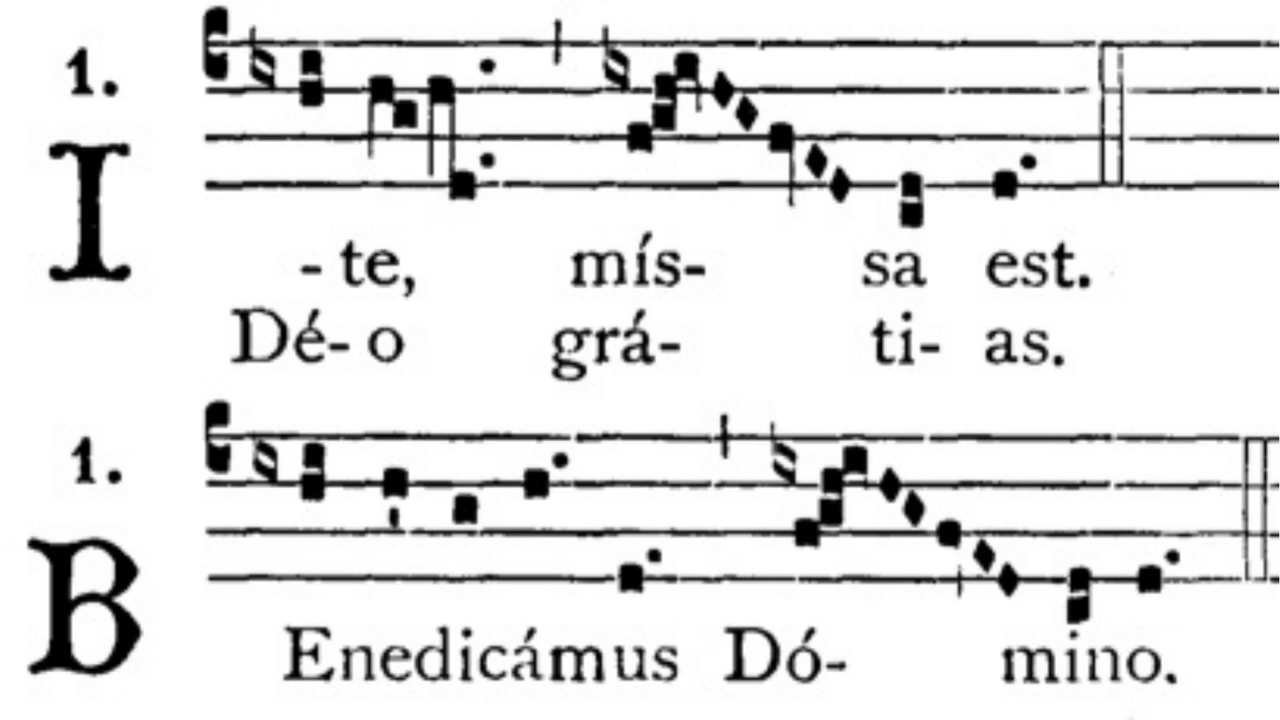 1.
I - te, mís- sa est.
Dé- o grá- ti- as.
1.
B Enedicámus Dó- mino.